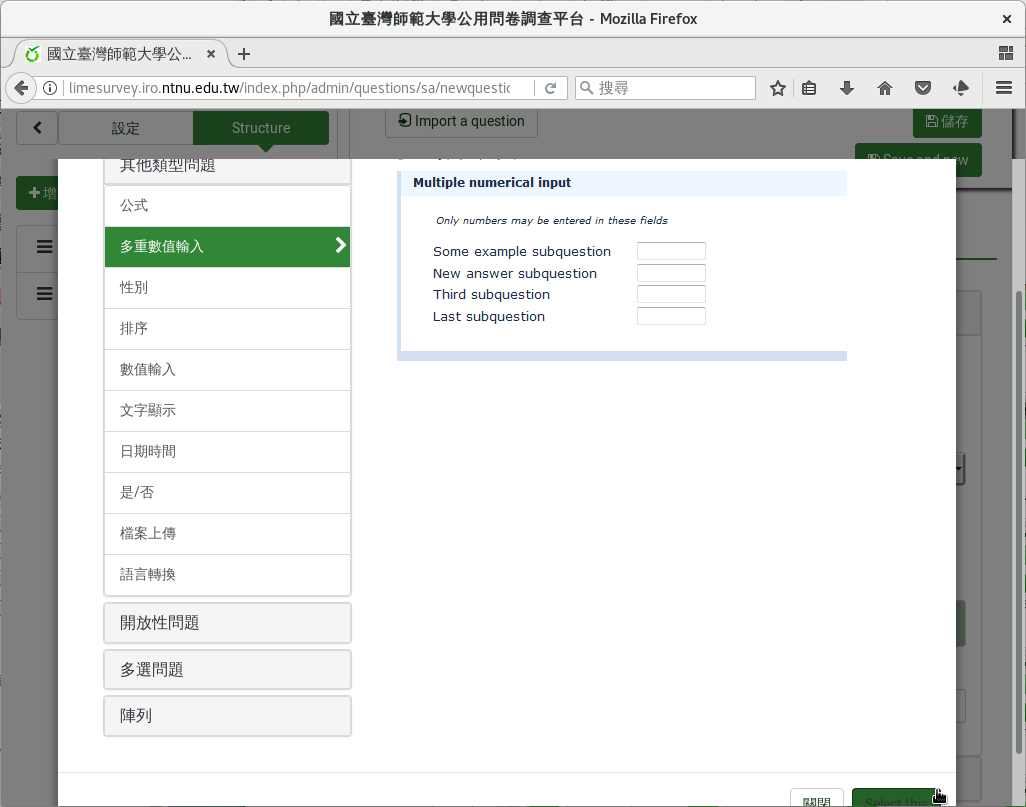 國立臺灣師範大學公用問卷調查平台 - Mozilla Firefox
國立臺灣師範大學公...
limesurvey.iro.ntnu.edu.tw/index.php/admin/questions/sa/newquestic
搜尋
設定
Structure
Import a question
儲存
Save and new
增
其他類型問題
公式
多重數值輸入
性別
排序
數值輸入
文字顯示
日期時間
是/否
檔案上傳
語言轉換
開放性問題
多選問題
陣列
Multiple numerical input
Only numbers may be entered in these fields
Some example subquestion
New answer subquestion
Third subquestion
Last subquestion
關閉
Select this